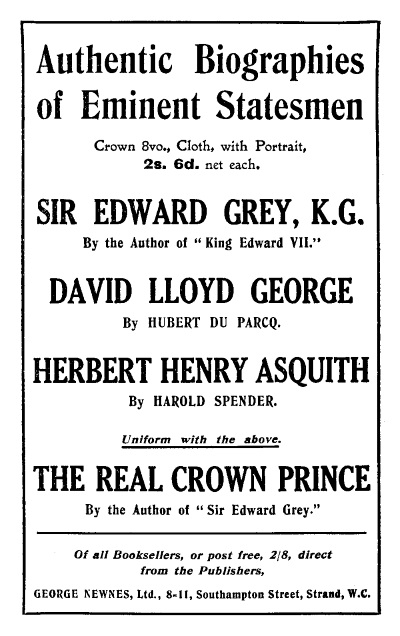 Authentic Biographies
of Eminent Statesmen
Crown 8vo., Cloth, with Portrait,
2s. 6d. net each.
SIR EDWARD GREY, K.G.
By the Author of "King Edward VII."
DAVID LLOYD GEORGE
By HUBERT DU PARCQ.
HERBERT HENRY ASQUITH
By HAROLD SPENDER.
Uniform with the above.
THE REAL CROWN PRINCE
By the Author of "Sir Edward Grey."
Of all Booksellers, or post free, 2/8, direct
from the Publishers,
GEORGE NEWNES, Ltd., 8-11, Southampton Street, Strand, W.C.